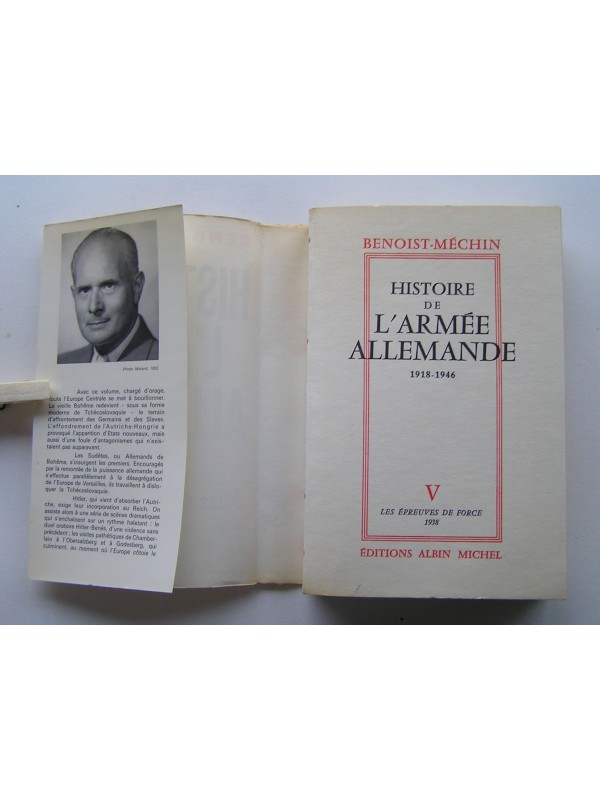 Photo Ménard, 1955
Avec ce volume, chargé d'orage,
toute l'Europe Centrale se met à bouillonner.
La vieille Bohême redevient - sous sa forme
moderne de Tchécoslovaquie - le terrain
d'affrontement des Germains et des Slaves.
L'effondrement de l'Autriche-Hongrie a
provoqué l'apparition d'Etats nouveaux, mais
aussi d'une foule d'antagonismes qui n'exis-
taient pas auparavant.
Les Sudètes, ou Allemands de
Bohême, s'insurgent les premiers. Encouragés
par la remontée de la puissance allemande qui
s'effectue parallèlement à la désagrégation
de l'Europe de Versailles, ils travaillent à dislo-
quer la Tchécoslovaquie.
Hitler, qui vient d'absorber l'Autri-
che, exige leur incorporation au Reich. On
assiste alors à une série de scènes dramatiques
qui s'enchaînent sur un rythme haletant : le
duel oratoire Hitler-Benès, d'une violence sans
précédent ; les visites pathétiques de Chamber-
lain à l'Obersalzberg et à Godesberg, qui
culminent, au moment où l'Europe côtoie le
BENOIST-MÉCHIN
HISTOIRE
DE
L'ARMÉE
ALLEMANDE
1918-1946
V
LES ÉPREUVES DE FORCE
1938
ÉDITIONS ALBIN MICHEL